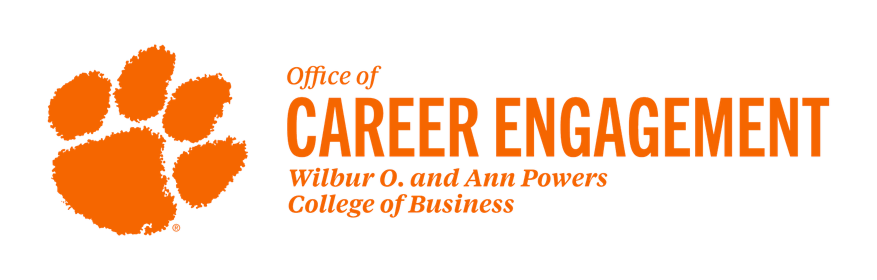 Office of
CAREER ENGAGEMENT
Wilbur O. and Ann Powers
College of Business
®